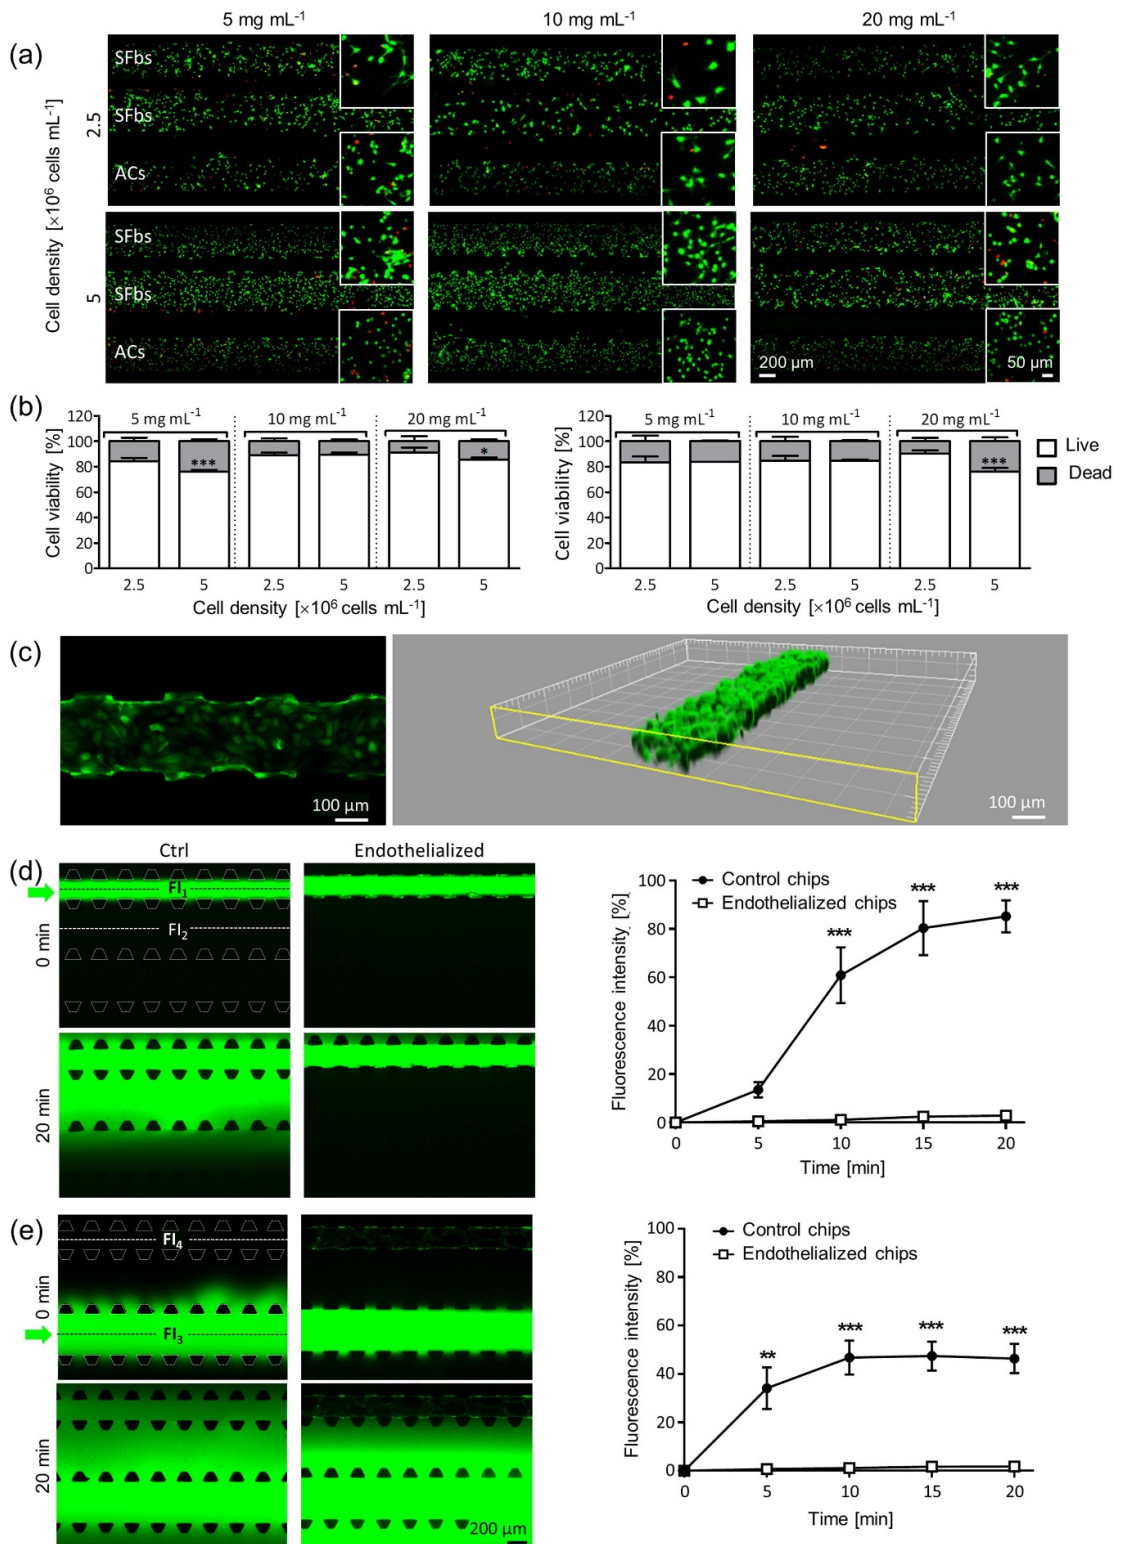 5 mg mL⁻¹ 10 mg mL⁻¹ 20 mg mL⁻¹
(a)
Cell density [×10⁶ cells mL⁻¹]
2.5
SFbs
SFbs
ACs
5
SFbs
SFbs
ACs
200 µm 50 µm
(b)
Cell viability [%]
120
100
80
60
40
20
0
5 mg mL⁻¹ 10 mg mL⁻¹ 20 mg mL⁻¹
*** *
2.5 5 2.5 5 2.5 5
Cell density [×10⁶ cells mL⁻¹]
Cell viability [%]
120
100
80
60
40
20
0
5 mg mL⁻¹ 10 mg mL⁻¹ 20 mg mL⁻¹
***
2.5 5 2.5 5 2.5 5
Cell density [×10⁶ cells mL⁻¹]
Live
Dead
(c)
100 µm 100 µm
(d)
Ctrl Endothelialized
0 min
FI₁
FI₂
20 min
Fluorescence intensity [%]
100
80
60
40
20
0
Control chips
Endothelialized chips
*** *** ***
0 5 10 15 20
Time [min]
(e)
0 min
FI₄
FI₃
20 min
200 µm
Fluorescence intensity [%]
100
80
60
40
20
0
Control chips
Endothelialized chips
** *** *** ***
0 5 10 15 20
Time [min]